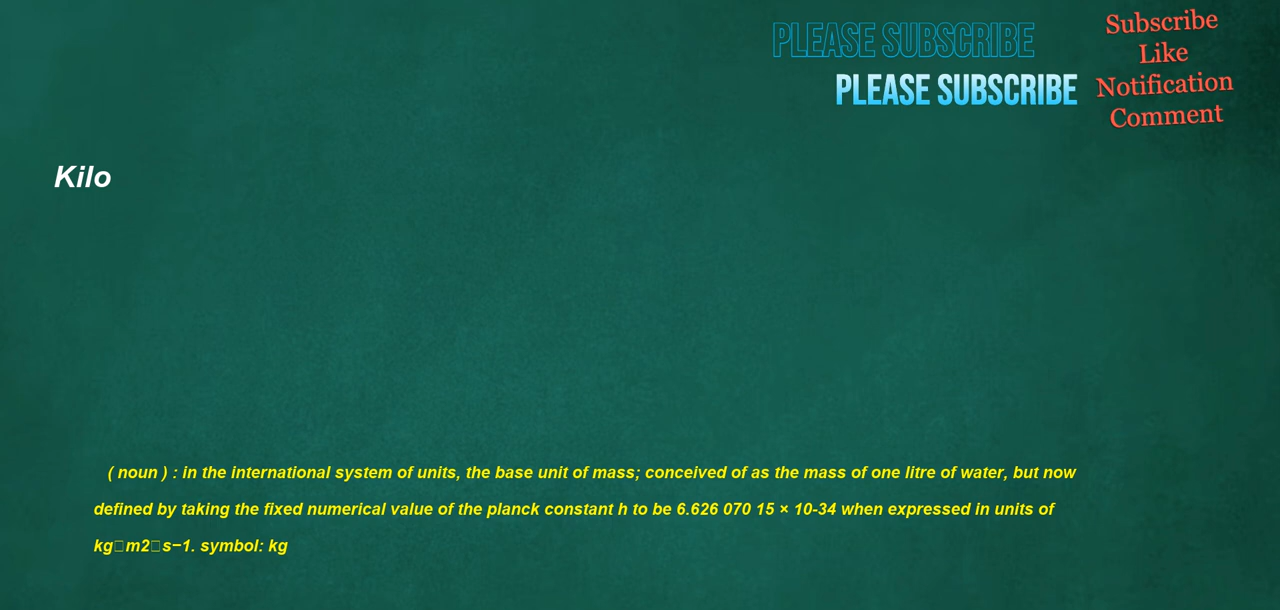 PLEASE SUBSCRIBE
PLEASE SUBSCRIBE
Subscribe
Like
Notification
Comment
Kilo
( noun ) : in the international system of units, the base unit of mass; conceived of as the mass of one litre of water, but now
defined by taking the fixed numerical value of the planck constant h to be 6.626 070 15 × 10-34 when expressed in units of
kg□m2□s−1. symbol: kg